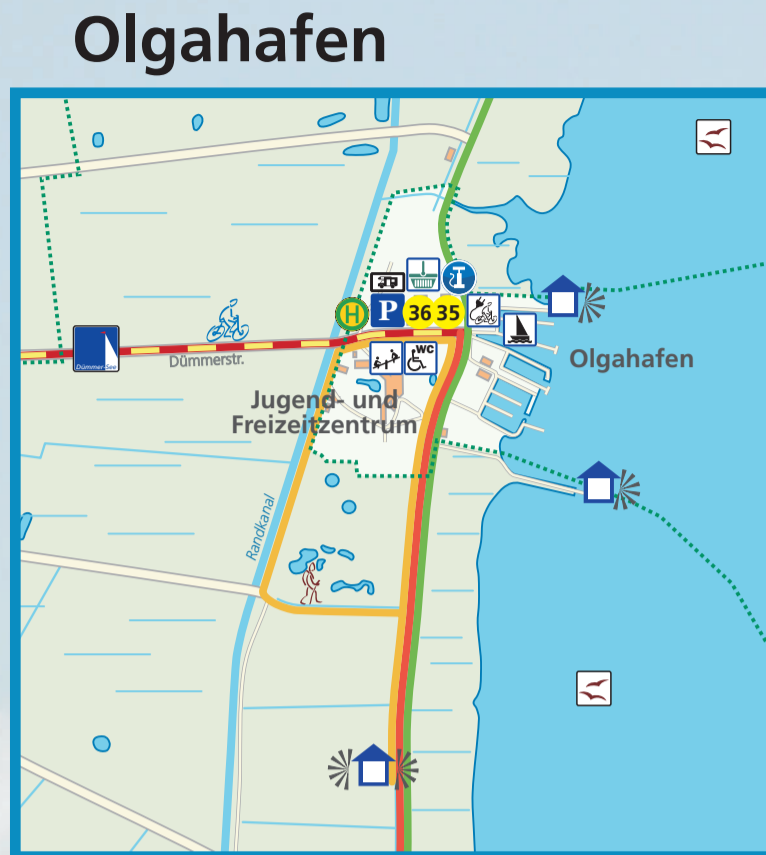 Olgahafen
H
P
36
35
Dümmer-See
Dümmerstr.
WC
Olgahafen
Jugend- und
Freizeitzentrum
Randkanal